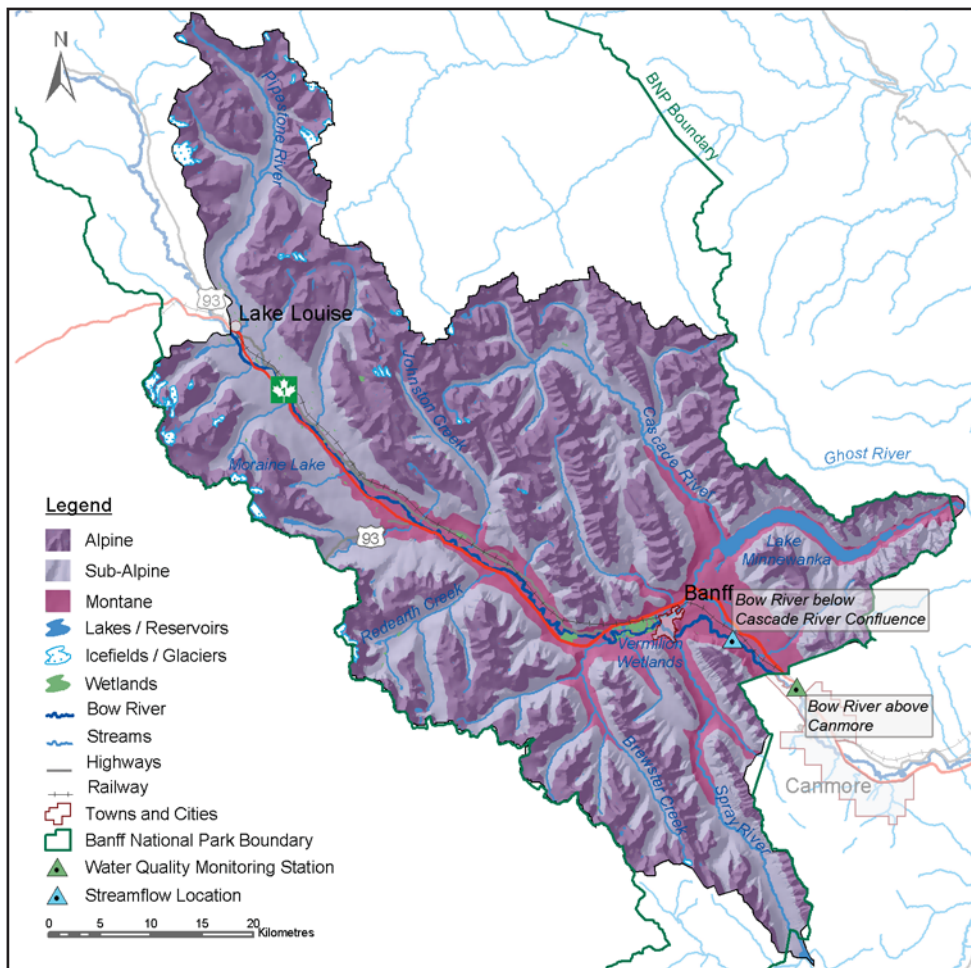 N
Pipestone River
BNP Boundary
93
Lake Louise
1
Johnston Creek
Cascade River
Ghost River
Moraine Lake
Lake
Minnewanka
93
Redearth Creek
Banff
Bow River below
Cascade River Confluence
Vermilion
Wetlands
Bow River above
Canmore
Brewster Creek
Spray River
Canmore
Legend
Alpine
Sub-Alpine
Montane
Lakes / Reservoirs
Icefields / Glaciers
Wetlands
Bow River
Streams
Highways
Railway
Towns and Cities
Banff National Park Boundary
Water Quality Monitoring Station
Streamflow Location
0 5 10 15 20
Kilometres